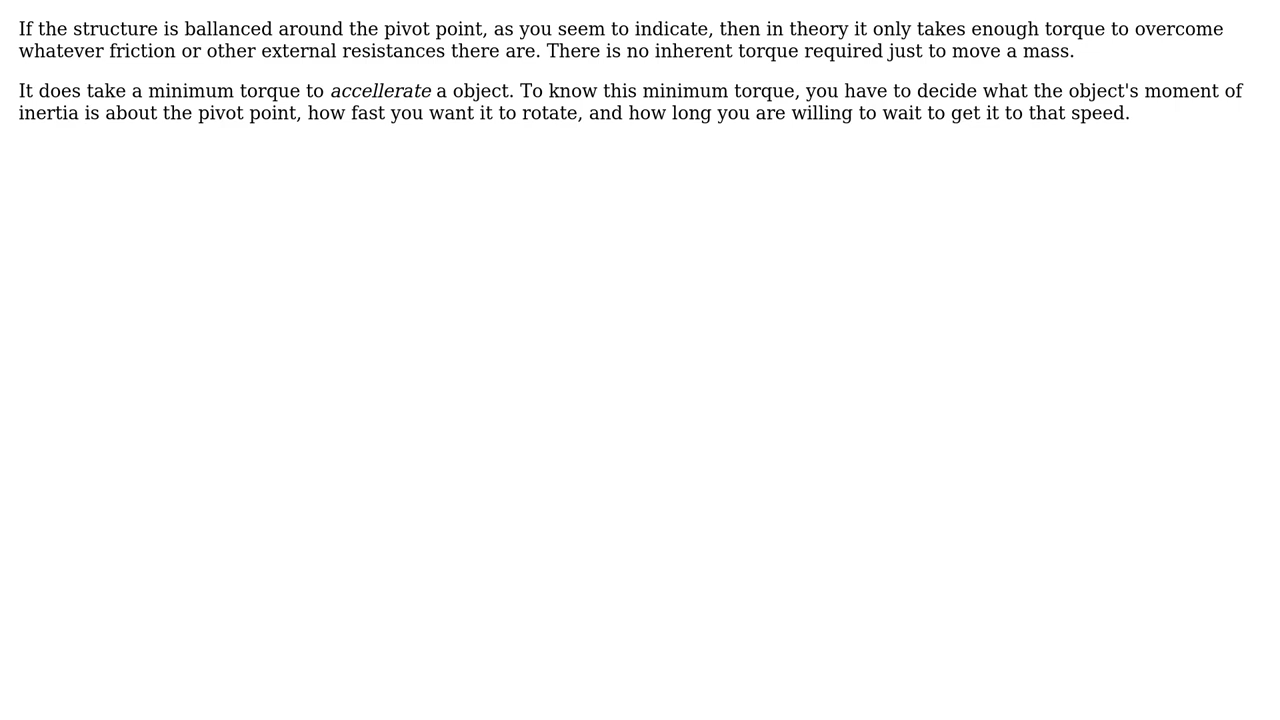 If the structure is ballanced around the pivot point, as you seem to indicate, then in theory it only takes enough torque to overcome
whatever friction or other external resistances there are. There is no inherent torque required just to move a mass.
It does take a minimum torque to accellerate a object. To know this minimum torque, you have to decide what the object's moment of
inertia is about the pivot point, how fast you want it to rotate, and how long you are willing to wait to get it to that speed.